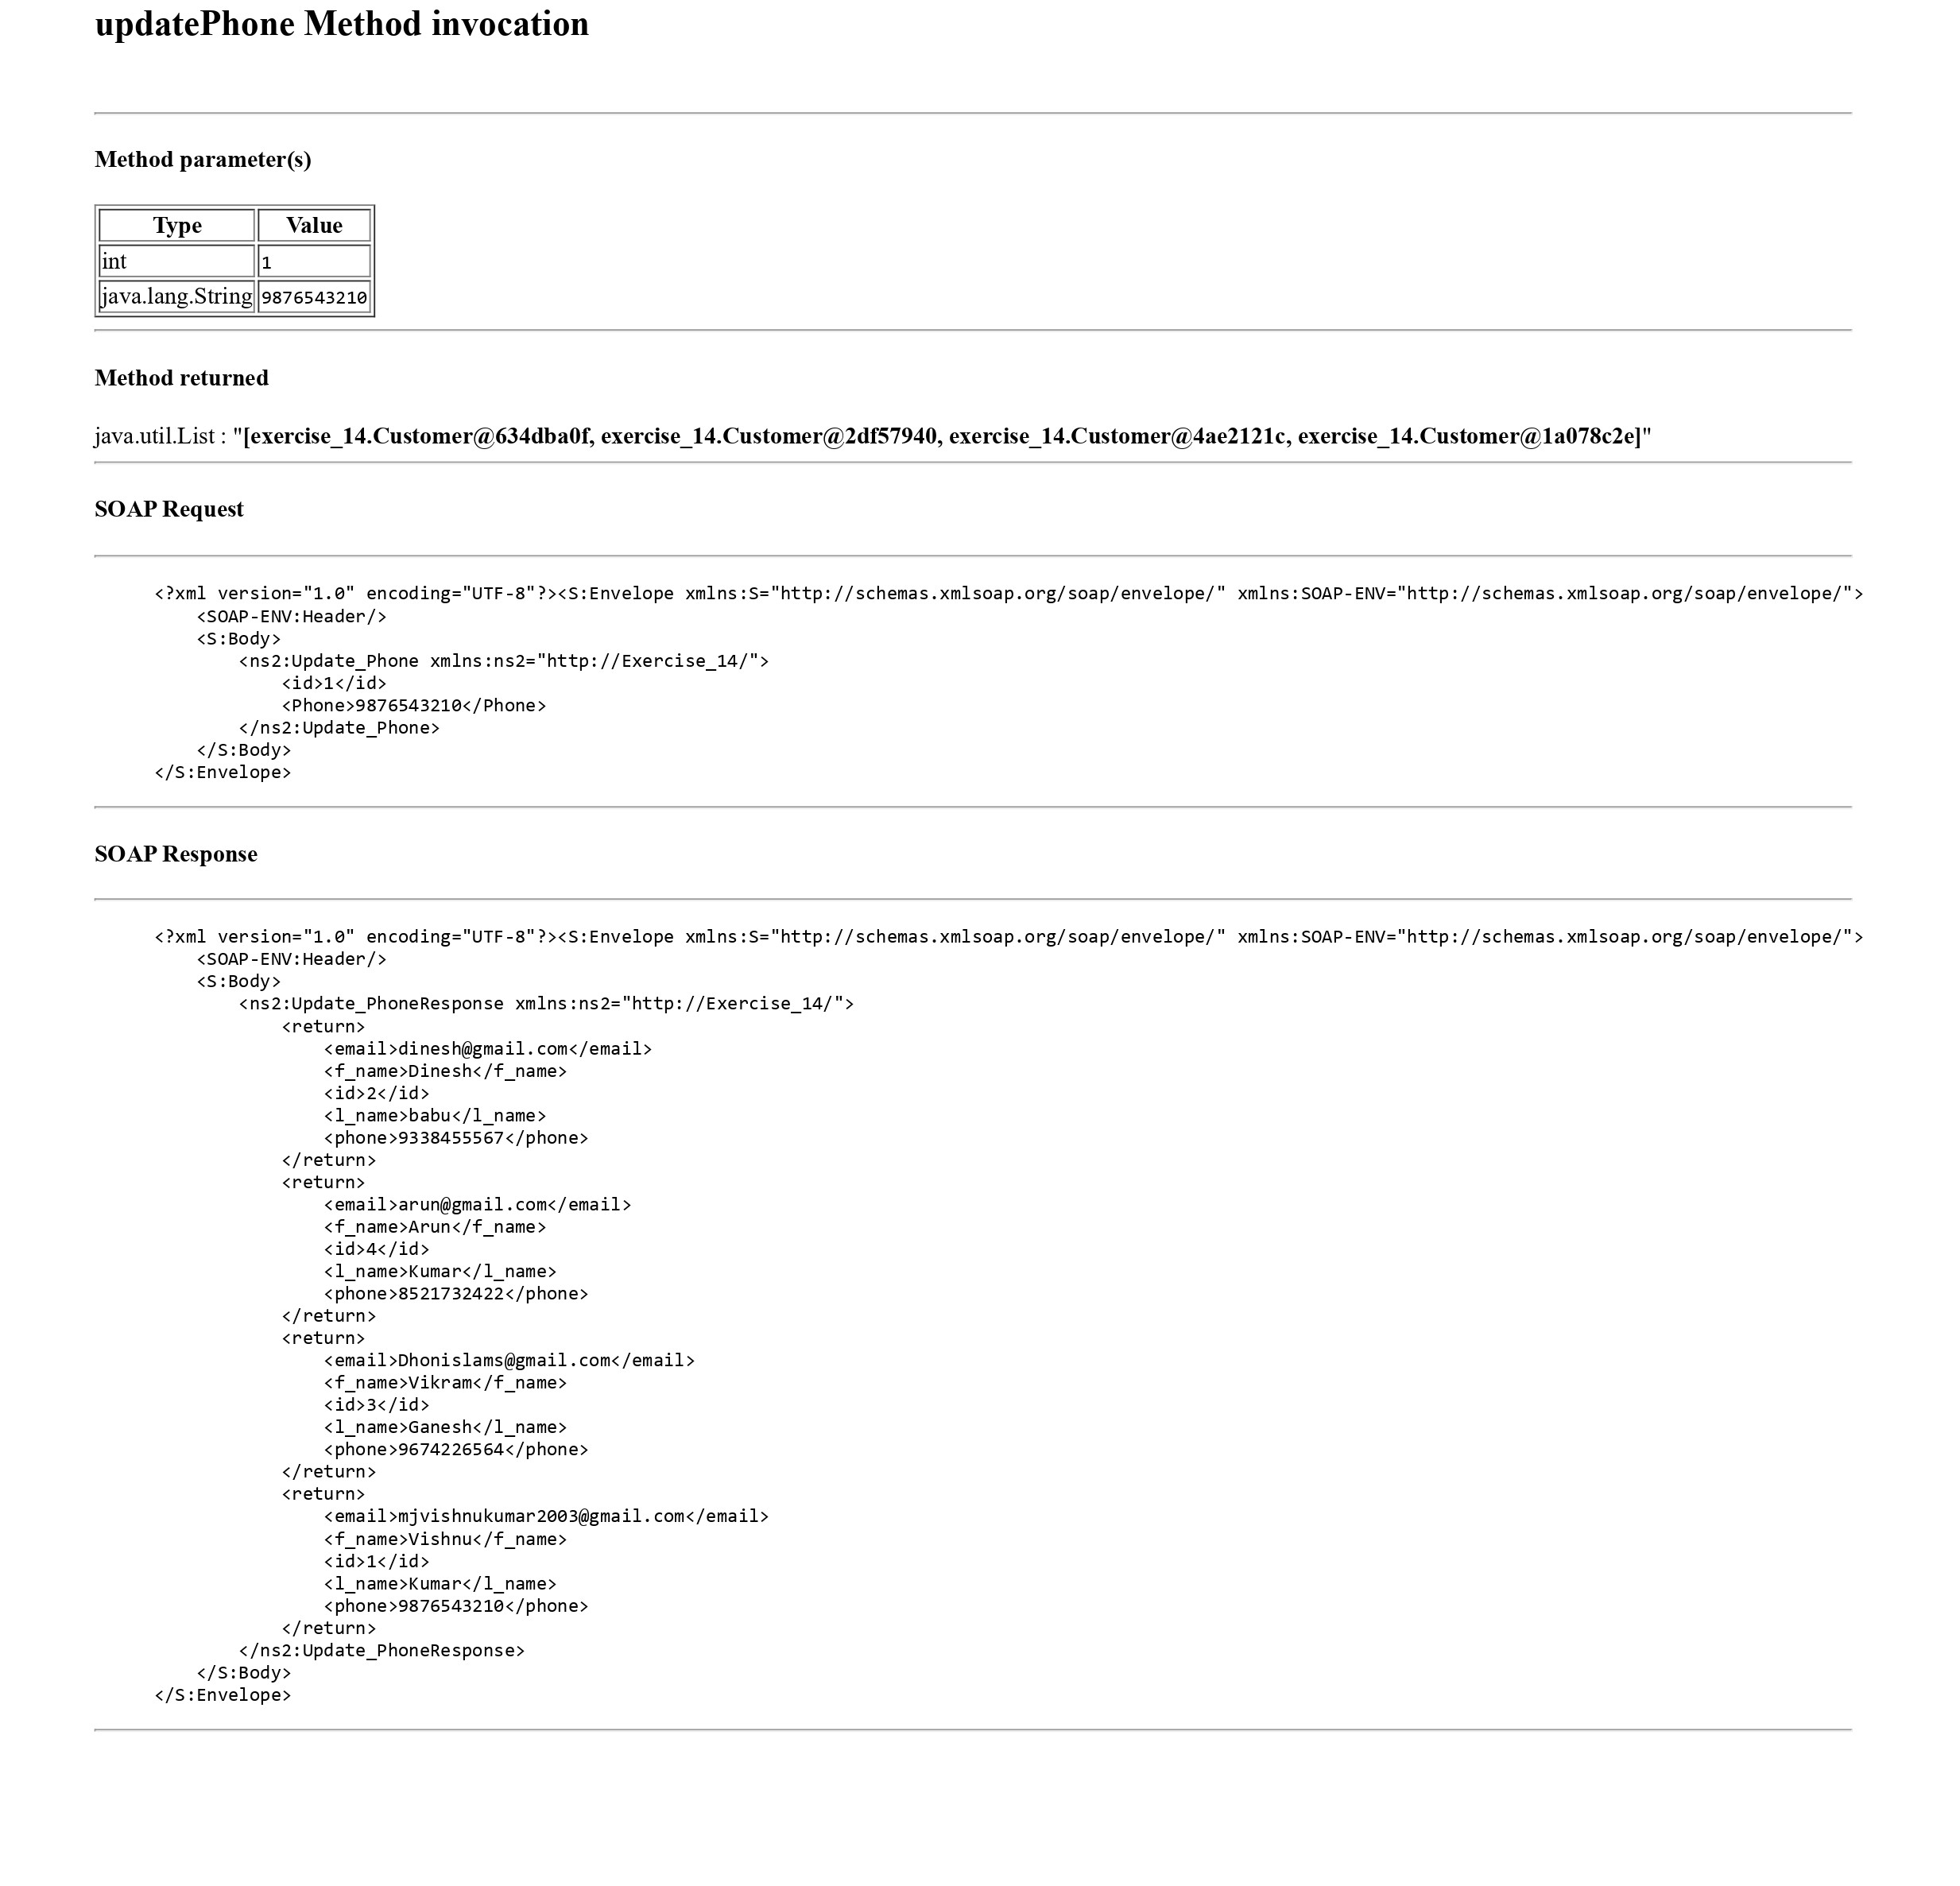 updatePhone Method invocation
Method parameter(s)
Type Value
int 1
java.lang.String 9876543210
Method returned
java.util.List : "[exercise_14.Customer@634dba0f, exercise_14.Customer@2df57940, exercise_14.Customer@4ae2121c, exercise_14.Customer@1a078c2e]"
SOAP Request
<?xml version="1.0" encoding="UTF-8"?><S:Envelope xmlns:S="http://schemas.xmlsoap.org/soap/envelope/" xmlns:SOAP-ENV="http://schemas.xmlsoap.org/soap/envelope/">
    <SOAP-ENV:Header/>
    <S:Body>
        <ns2:Update_Phone xmlns:ns2="http://Exercise_14/">
            <id>1</id>
            <Phone>9876543210</Phone>
        </ns2:Update_Phone>
    </S:Body>
</S:Envelope>
SOAP Response
<?xml version="1.0" encoding="UTF-8"?><S:Envelope xmlns:S="http://schemas.xmlsoap.org/soap/envelope/" xmlns:SOAP-ENV="http://schemas.xmlsoap.org/soap/envelope/">
    <SOAP-ENV:Header/>
    <S:Body>
        <ns2:Update_PhoneResponse xmlns:ns2="http://Exercise_14/">
            <return>
                <email>dinesh@gmail.com</email>
                <f_name>Dinesh</f_name>
                <id>2</id>
                <l_name>babu</l_name>
                <phone>9338455567</phone>
            </return>
            <return>
                <email>arun@gmail.com</email>
                <f_name>Arun</f_name>
                <id>4</id>
                <l_name>Kumar</l_name>
                <phone>8521732422</phone>
            </return>
            <return>
                <email>Dhonislams@gmail.com</email>
                <f_name>Vikram</f_name>
                <id>3</id>
                <l_name>Ganesh</l_name>
                <phone>9674226564</phone>
            </return>
            <return>
                <email>mjvishnukumar2003@gmail.com</email>
                <f_name>Vishnu</f_name>
                <id>1</id>
                <l_name>Kumar</l_name>
                <phone>9876543210</phone>
            </return>
        </ns2:Update_PhoneResponse>
    </S:Body>
</S:Envelope>